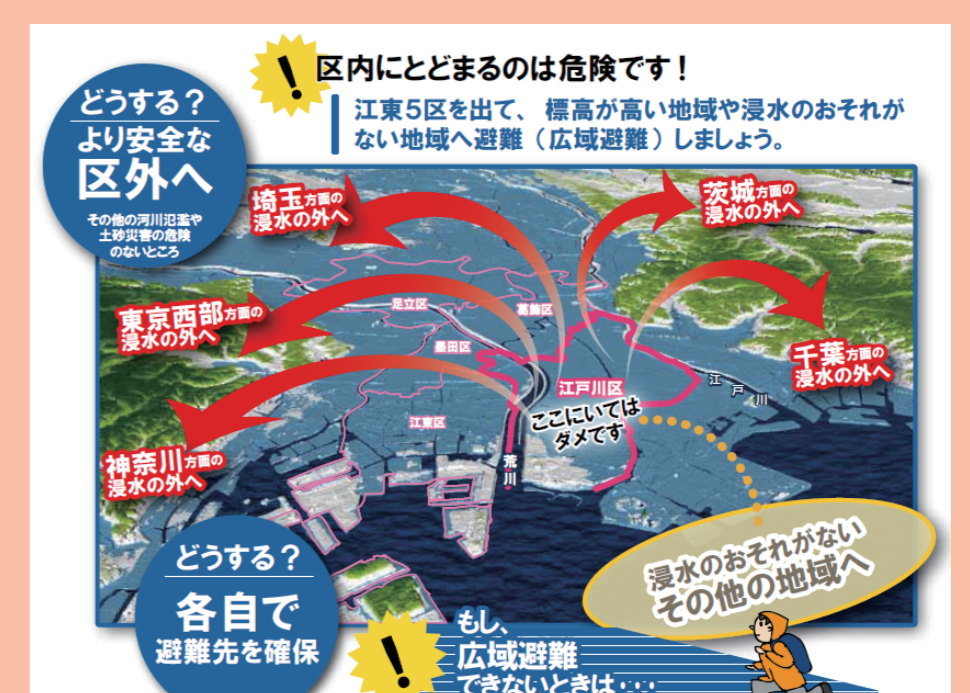 区内にとどまるのは危険です!
江東5区を出て、標高が高い地域や浸水のおそれが
ない地域へ避難(広域避難)しましょう。
どうする?
より安全な
区外へ
その他の河川氾濫や
土砂災害の危険
のないところ
埼玉方面の
浸水の外へ
茨城方面の
浸水の外へ
東京西部方面の
浸水の外へ
千葉方面の
浸水の外へ
神奈川方面の
浸水の外へ
足立区
葛飾区
墨田区
江戸川区
江東区
ここにいては
ダメです
荒川
江戸川
浸水のおそれがない
その他の地域へ
どうする?
各自で
避難先を確保
もし、
広域避難
できないときは・・・